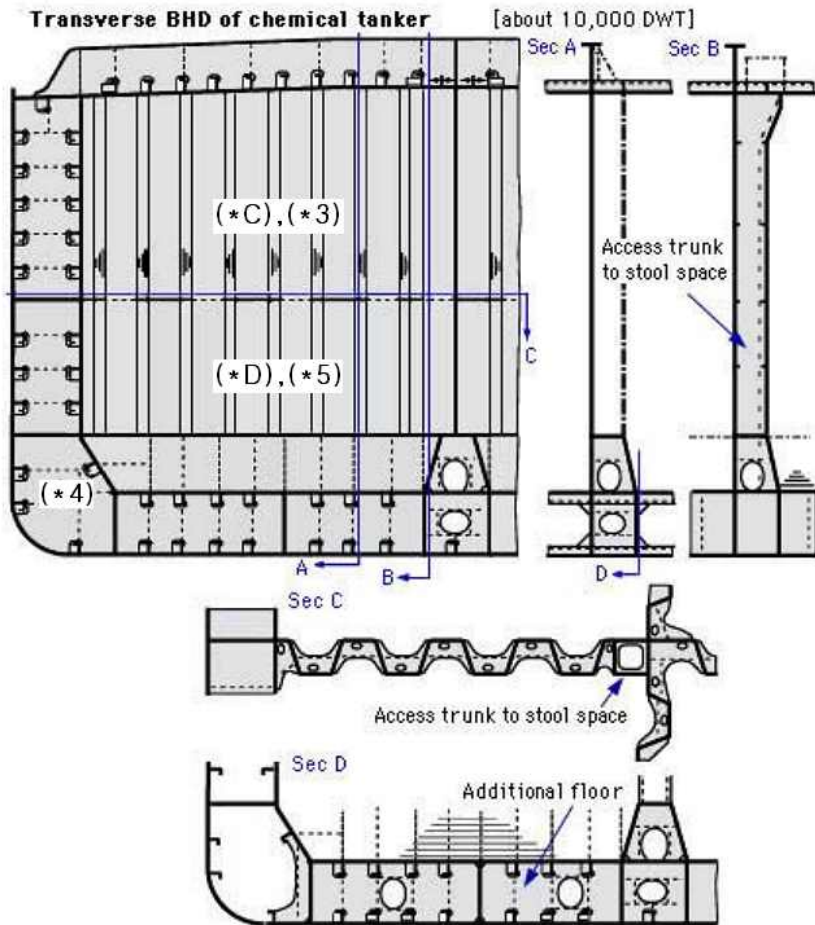 Transverse BHD of chemical tanker
[about 10,000 DWT]
Sec A
Sec B
(*C),(*3)
Access trunk
to stool space
C
(*D),(*5)
(*4)
A
B
D
Sec C
Access trunk to stool space
Sec D
Additional floor